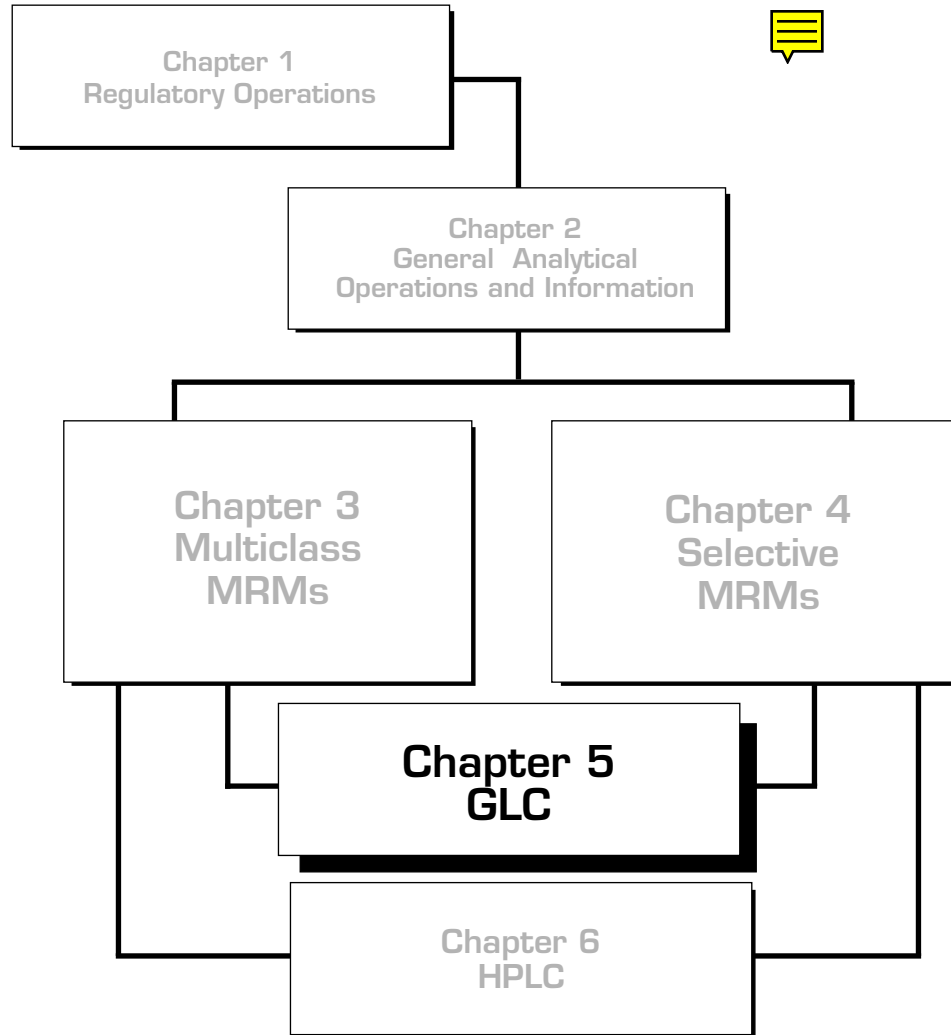 Chapter 1
Regulatory Operations
Chapter 2
General Analytical
Operations and Information
Chapter 3
Multiclass
MRMs
Chapter 4
Selective
MRMs
Chapter 5
GLC
Chapter 6
HPLC